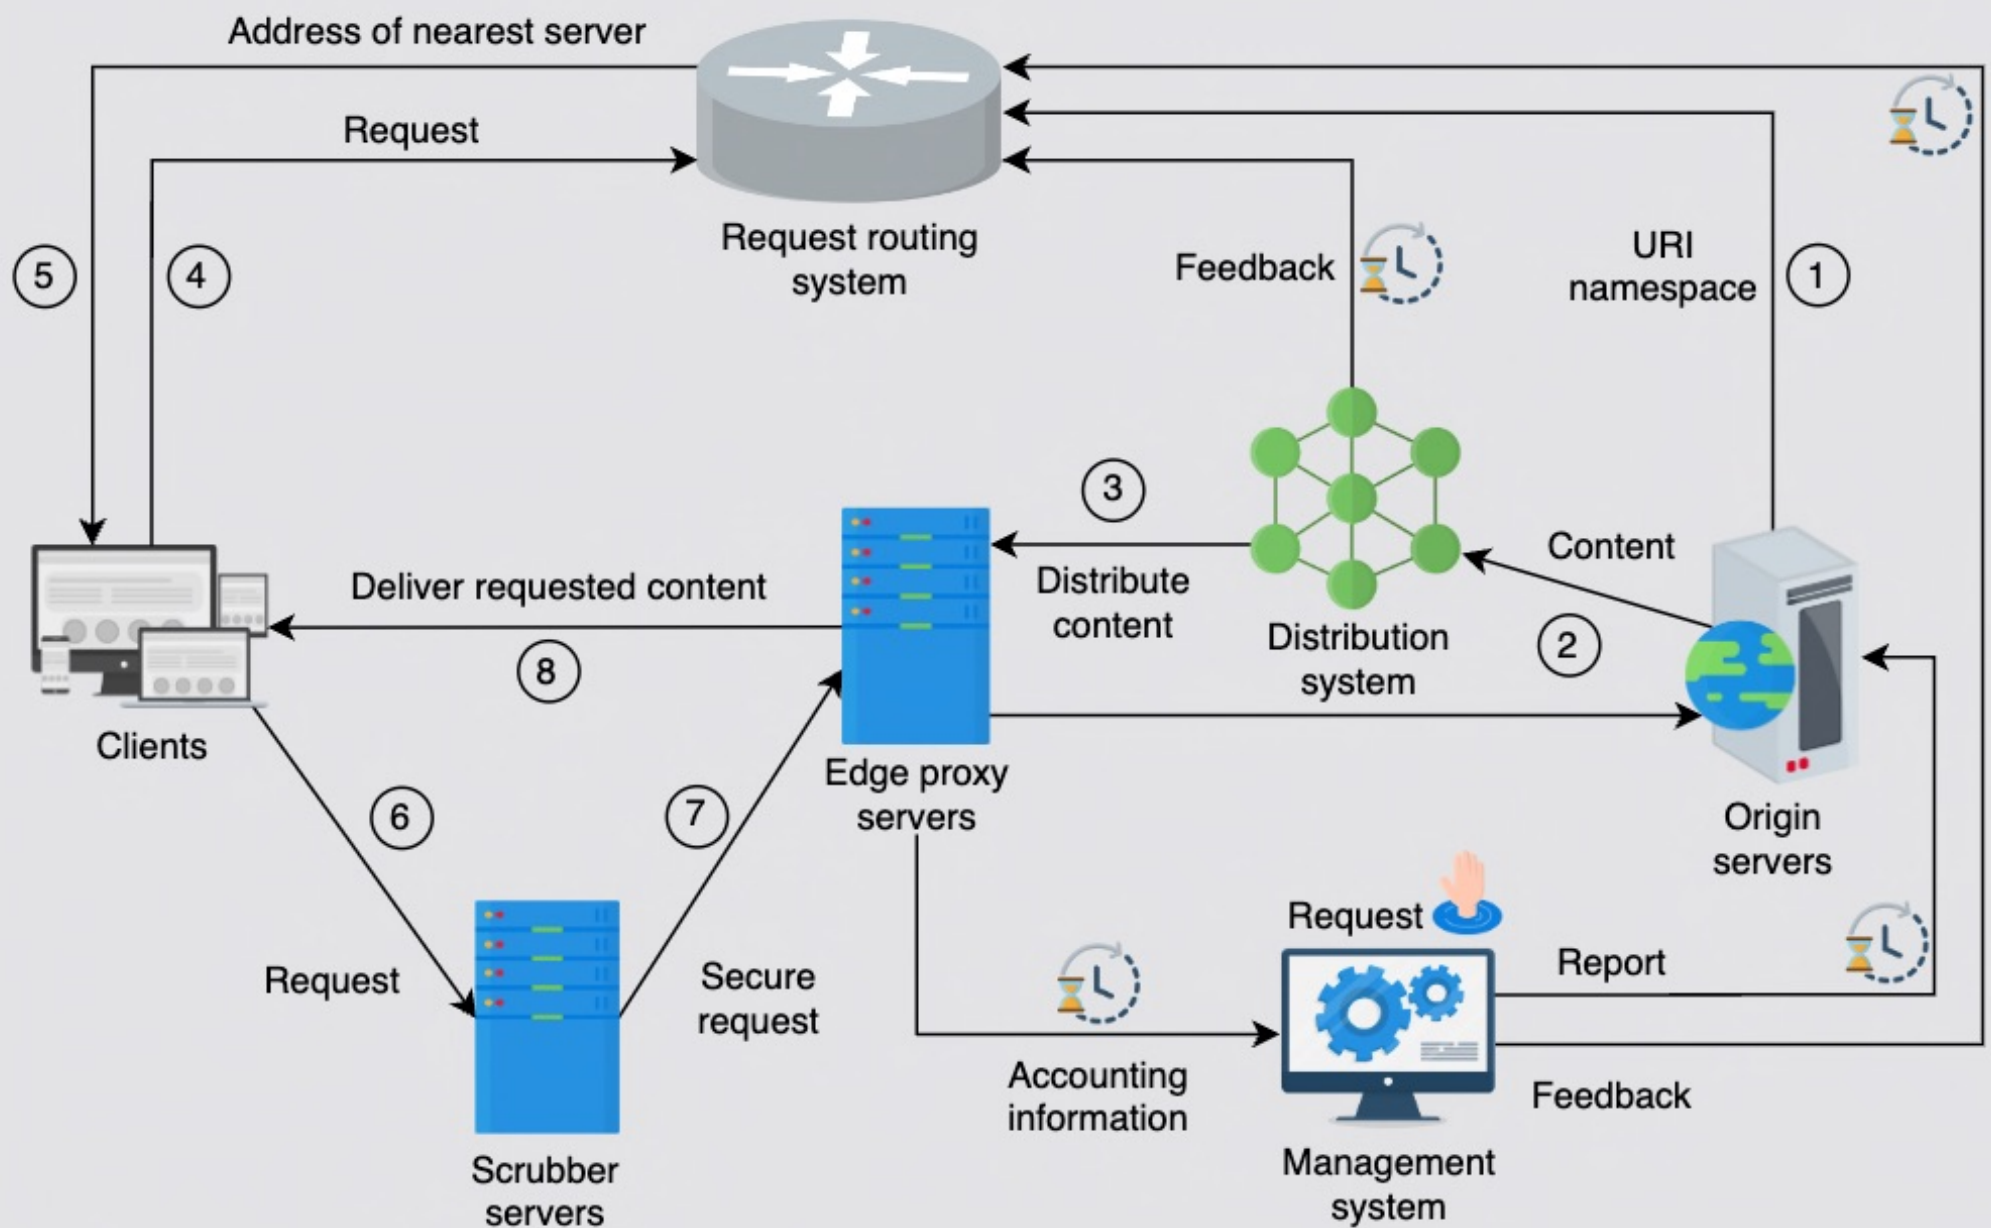 Address of nearest server
Request
Request routing
system
5
4
Feedback
URI
namespace
1
3
Content
Deliver requested content
Distribute
content
Distribution
system
2
8
Clients
Edge proxy
servers
6
7
Origin
servers
Request
Request
Secure
request
Report
Accounting
information
Feedback
Scrubber
servers
Management
system